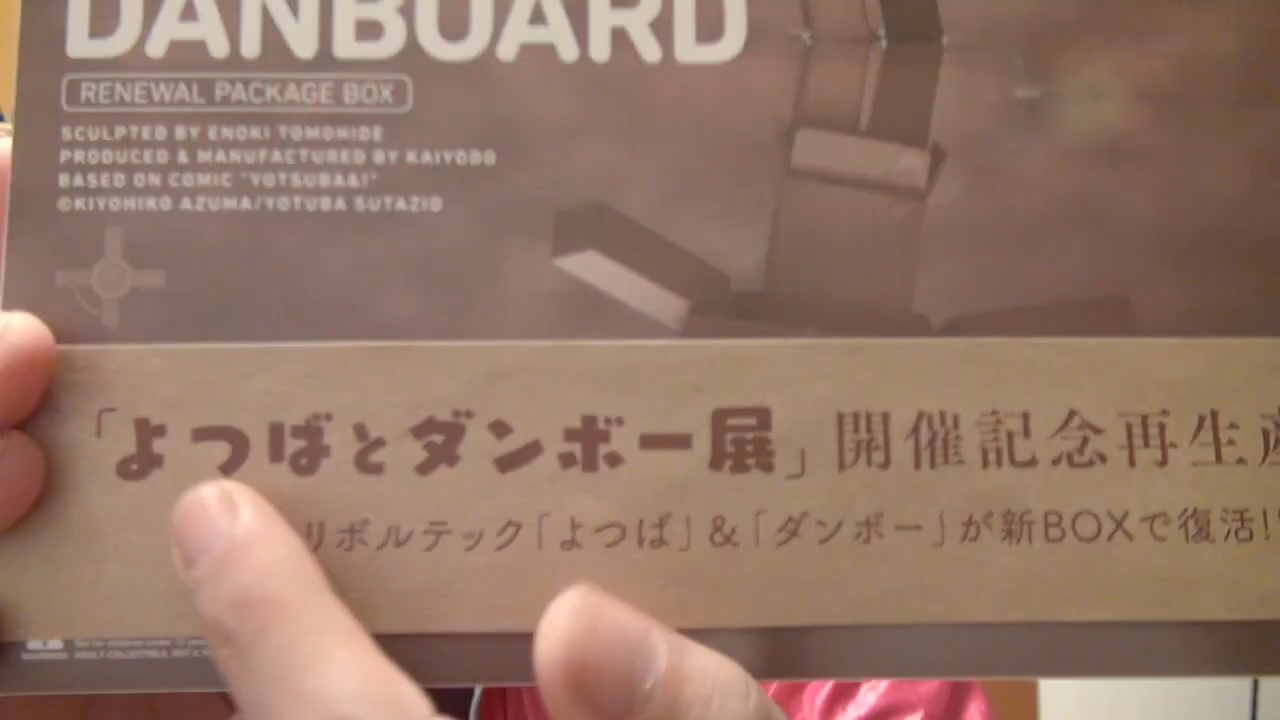 DANBOARD
RENEWAL PACKAGE BOX
SCULPTED BY ENOKI TOMOHIDE
PRODUCED & MANUFACTURED BY KAIYODO
BASED ON COMIC "YOTSUBA&!"
©KIYOHIKO AZUMA/YOTUBA SUTAZIO
「よつばとダンボー展」開催記念再生産
リボルテック「よつば」&「ダンボー」が新BOXで復活!!